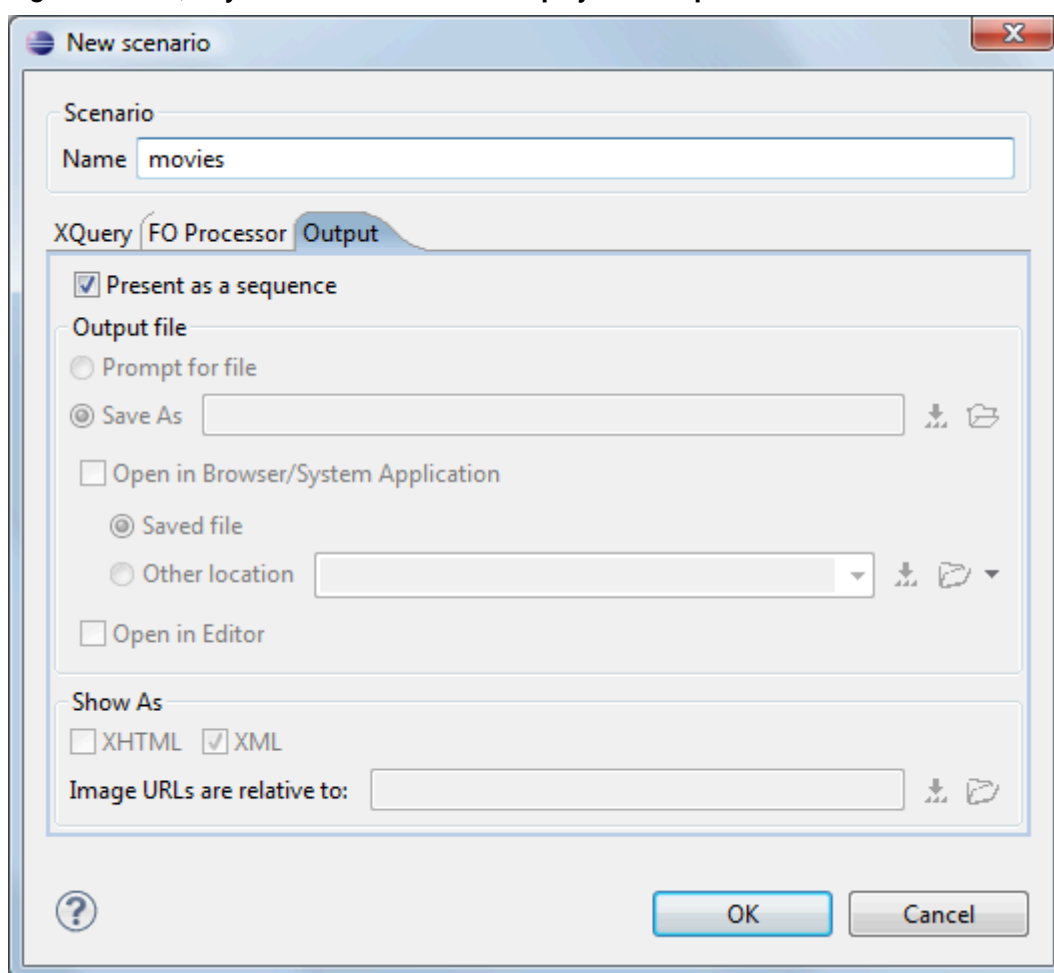 New scenario
Scenario
Name movies
XQuery FO Processor Output
Present as a sequence
Output file
Prompt for file
Save As
Open in Browser/System Application
Saved file
Other location
Open in Editor
Show As
XHTML XML
Image URLs are relative to:
OK Cancel